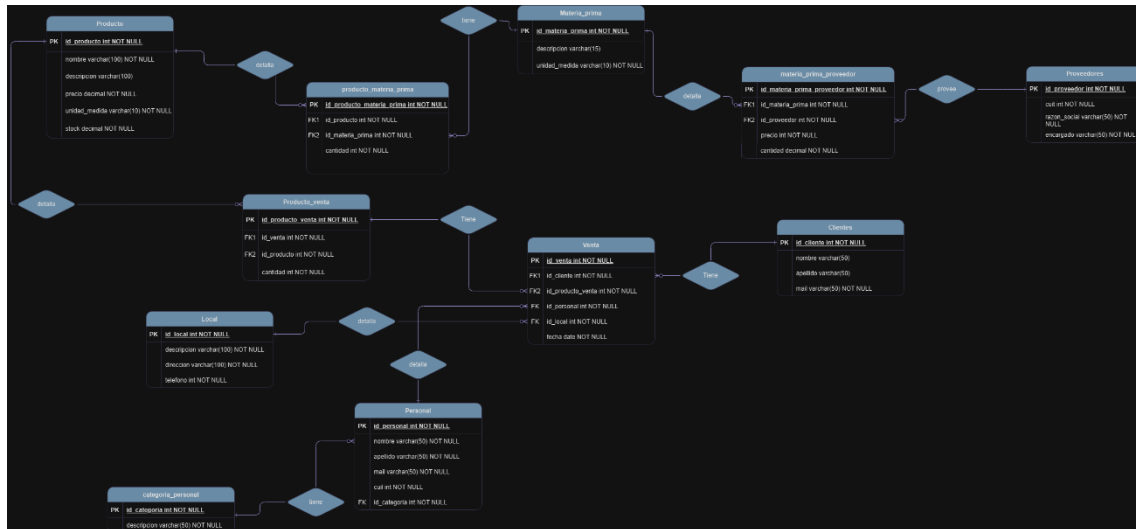 Producto
PK id_producto int NOT NULL
nombre varchar(100) NOT NULL
descripcion varchar(100)
precio decimal NOT NULL
unidad_medida varchar(10) NOT NULL
stock decimal NOT NULL
detalla
producto_materia_prima
PK id_producto_materia_prima int NOT NULL
FK1 id_producto int NOT NULL
FK2 id_materia_prima int NOT NULL
cantidad int NOT NULL
tiene
Materia_prima
PK id_materia_prima int NOT NULL
descripcion varchar(15)
unidad_medida varchar(10) NOT NULL
detalla
materia_prima_proveedor
PK id_materia_prima_proveedor int NOT NULL
FK1 id_materia_prima int NOT NULL
FK2 id_proveedor int NOT NULL
precio int NOT NULL
cantidad decimal NOT NULL
provee
Proveedores
PK id_proveedor int NOT NULL
cuit int NOT NULL
razon_social varchar(50) NOT
NULL
encargado varchar(50) NOT NUL
detalla
Producto_venta
PK id_producto_venta int NOT NULL
FK1 id_venta int NOT NULL
FK2 id_producto int NOT NULL
cantidad int NOT NULL
Tiene
Venta
PK id_venta int NOT NULL
FK1 id_cliente int NOT NULL
FK2 id_producto_venta int NOT NULL
FK id_personal int NOT NULL
FK id_local int NOT NULL
fecha date NOT NULL
Tiene
Clientes
PK id_cliente int NOT NULL
nombre varchar(50)
apellido varchar(50)
mail varchar(50) NOT NULL
Local
PK id_local int NOT NULL
descripcion varchar(100) NOT NULL
direccion varchar(100) NOT NULL
telefono int NOT NULL
detalla
detalla
Personal
PK id_personal int NOT NULL
nombre varchar(50) NOT NULL
apellido varchar(50) NOT NULL
mail varchar(50) NOT NULL
cuil int NOT NULL
FK id_categoria int NOT NULL
tiene
categoria_personal
PK id_categoria int NOT NULL
descripcion varchar(50) NOT NULL